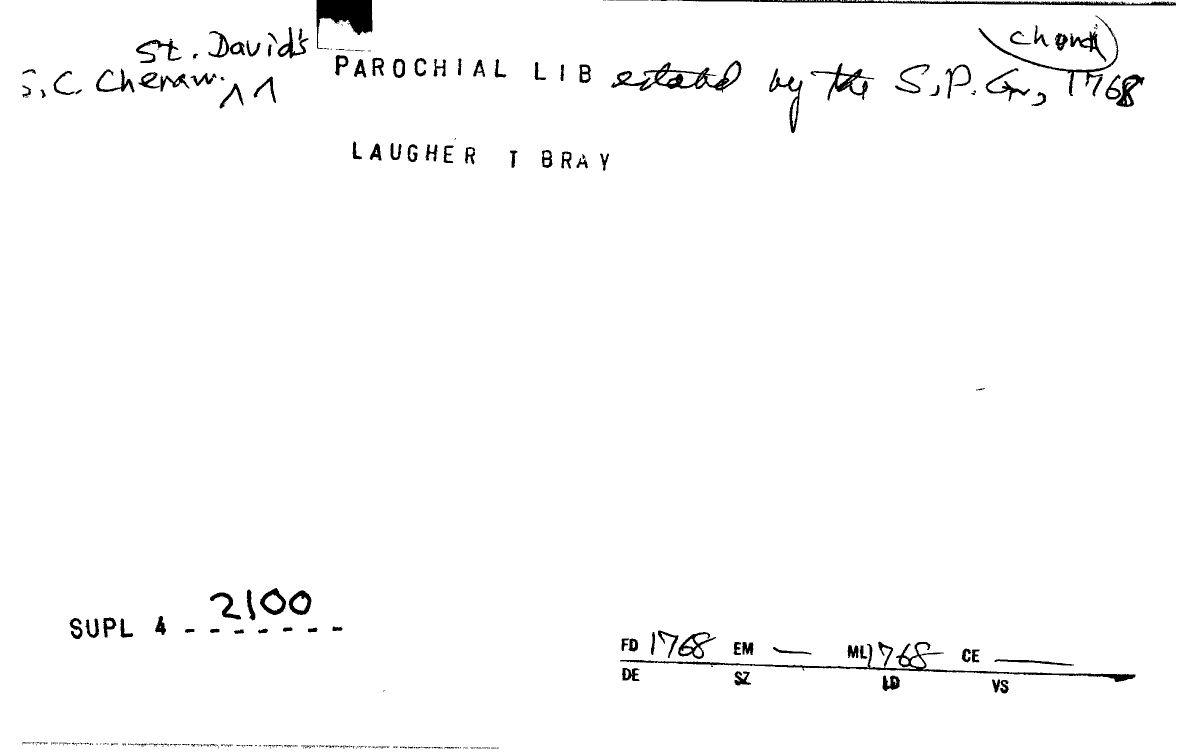 chond
St. David's
S.C. Cheraw. ^^ PAROCHIAL LIB estabd by the S.P.G., 1768
LAUGHER T BRAY
2100
SUPL 4 - - - - - - -
FD 1768 EM — ML 1768 CE —
DE SZ LD VS